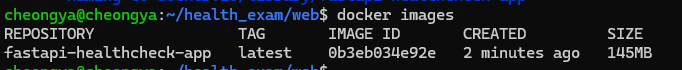 cheongya@cheongya:~/health_exam/web$ docker images
REPOSITORY TAG IMAGE ID CREATED SIZE
fastapi-healthcheck-app latest 0b3eb034e92e 2 minutes ago 145MB